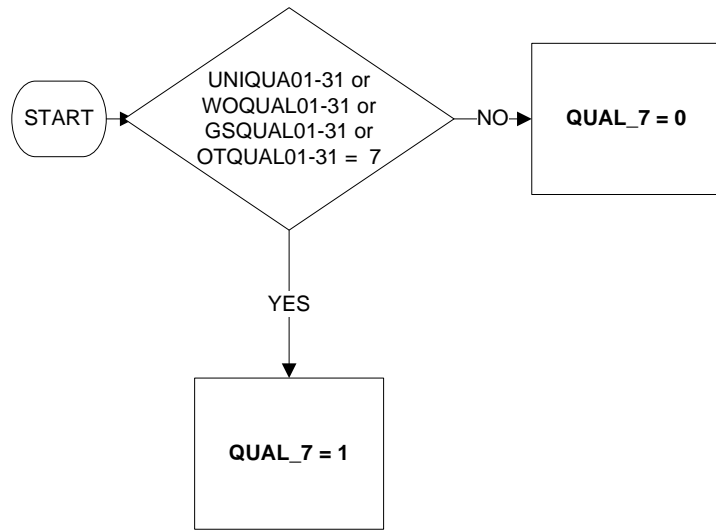 START
UNIQUA01-31 or
WOQUAL01-31 or
GSQUAL01-31 or
OTQUAL01-31 =  7
NO
QUAL_7 = 0
YES
QUAL_7 = 1